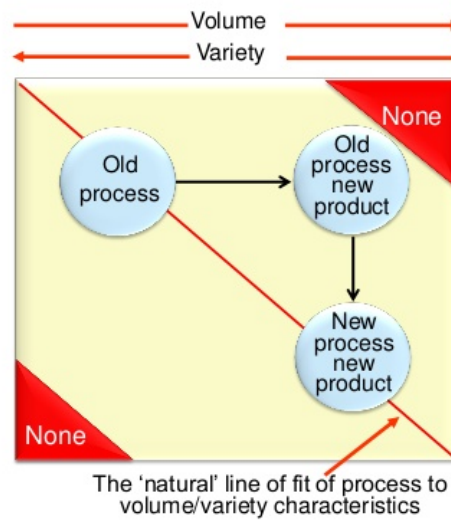 Volume
Variety
None
Old
process
Old
process
new
product
New
process
new
product
None
The ‘natural’ line of fit of process to
volume/variety characteristics